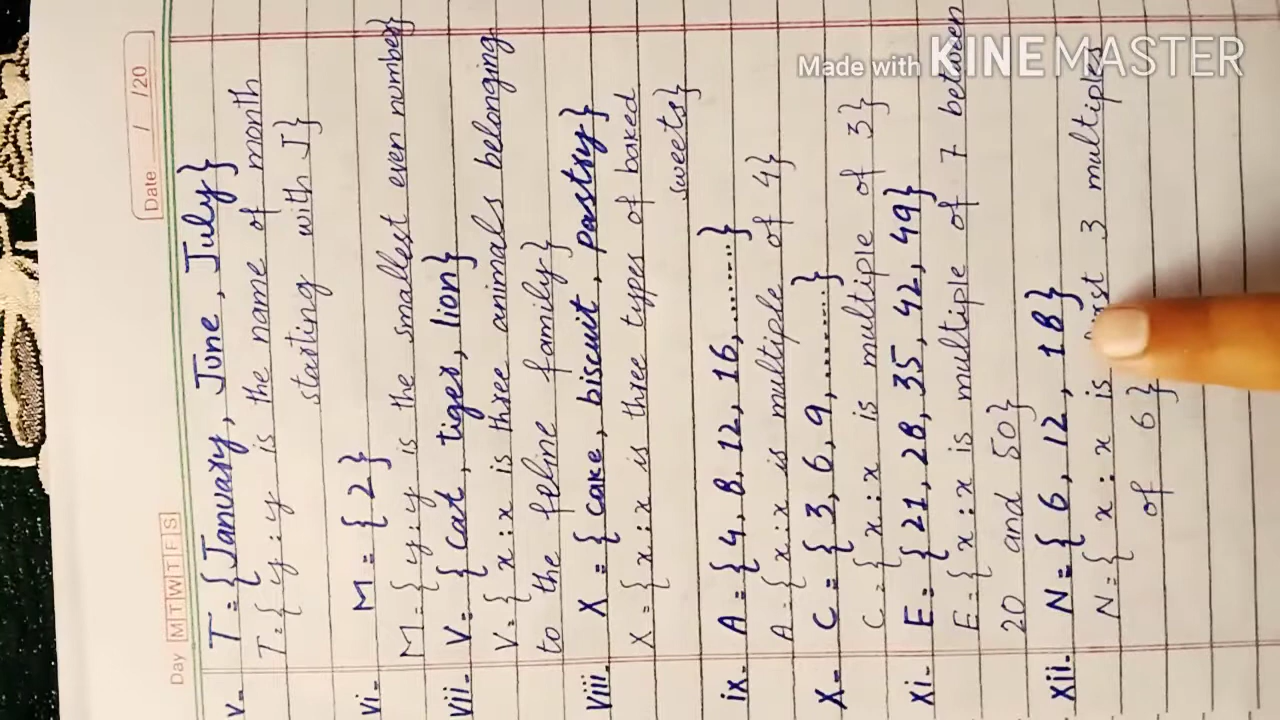 Day M T W T F S Date / /20
v- T={January, June, July}
T={y:y is the name of month
starting with J}
vi- M={2}
M={y:y is the smallest even number}
vii- V={cat, tiger, lion}
V={x:x is three animals belonging
to the feline family}
viii- X={cake, biscuit, pastry}
X={x:x is three types of baked
sweets}
ix- A={4, 8, 12, 16, .......}
A={x:x is multiple of 4}
X- C={3, 6, 9, .........}
C={x:x is multiple of 3}
xi- E={21, 28, 35, 42, 49}
E={x:x is multiple of 7 between
20 and 50}
xii- N={6, 12, 18}
N={x:x is first 3 multiples
of 6}
Made with KINEMASTER